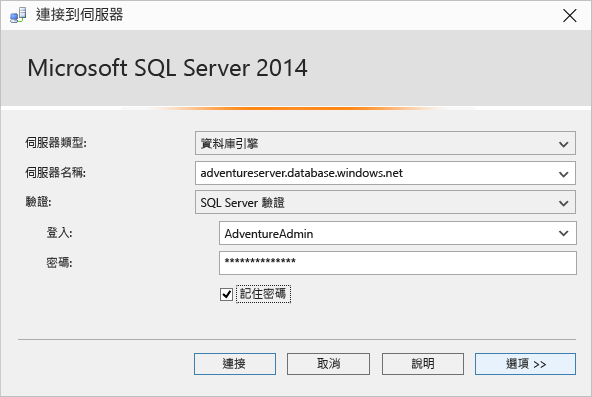 連接到伺服器
Microsoft SQL Server 2014
伺服器類型: 資料庫引擎
伺服器名稱: adventureserver.database.windows.net
驗證: SQL Server 驗證
登入: AdventureAdmin
密碼: **************
記住密碼
連接 取消 說明 選項 >>